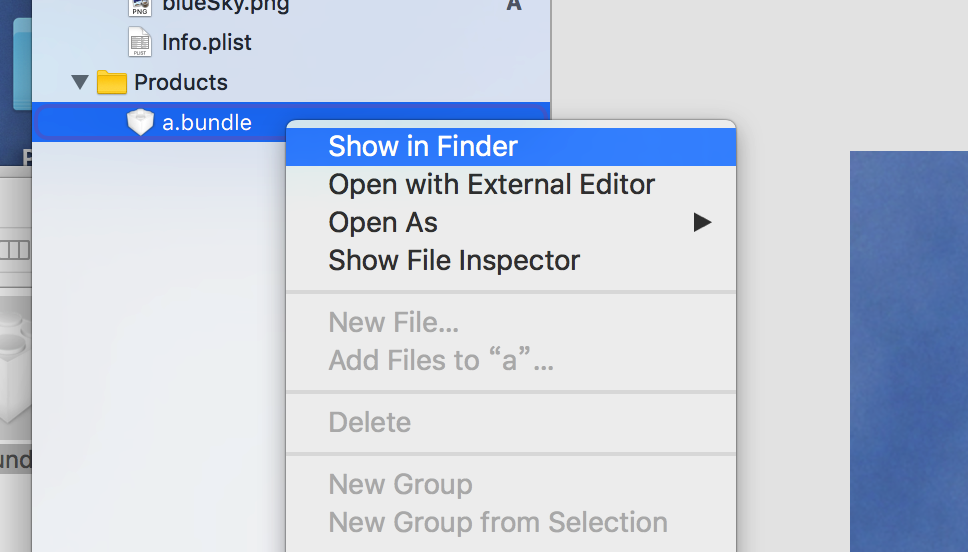 blueSky.png
A
PNG
Info.plist
PLIST
Products
a.bundle
Show in Finder
Open with External Editor
Open As
Show File Inspector
New File...
Add Files to “a”...
Delete
New Group
New Group from Selection